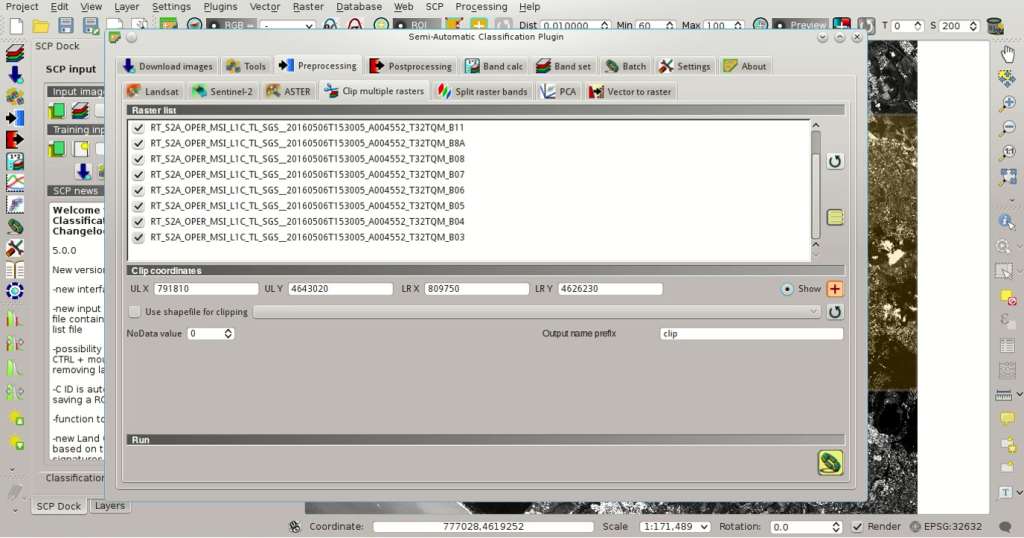 Project Edit View Layer Settings Plugins Vector Raster Database Web SCP Processing Help
RGB = - ROI Dist 0.010000 Min 60 Max 100 Preview T 0 S 200
Semi-Automatic Classification Plugin
SCP Dock
SCP input
Download images Tools Preprocessing Postprocessing Band calc Band set Batch Settings About
Input imag
Landsat Sentinel-2 ASTER Clip multiple rasters Split raster bands PCA Vector to raster
Raster list
Training inp
RT_S2A_OPER_MSI_L1C_TL_SGS__20160506T153005_A004552_T32TQM_B11
RT_S2A_OPER_MSI_L1C_TL_SGS__20160506T153005_A004552_T32TQM_B8A
RT_S2A_OPER_MSI_L1C_TL_SGS__20160506T153005_A004552_T32TQM_B08
RT_S2A_OPER_MSI_L1C_TL_SGS__20160506T153005_A004552_T32TQM_B07
RT_S2A_OPER_MSI_L1C_TL_SGS__20160506T153005_A004552_T32TQM_B06
RT_S2A_OPER_MSI_L1C_TL_SGS__20160506T153005_A004552_T32TQM_B05
RT_S2A_OPER_MSI_L1C_TL_SGS__20160506T153005_A004552_T32TQM_B04
RT_S2A_OPER_MSI_L1C_TL_SGS__20160506T153005_A004552_T32TQM_B03
SCP news
Welcome
Classifica
Changelo
5.0.0
New version
-new interfa
-new input
file contain
list file
-possibility
CTRL + mou
removing la
-C ID is aut
saving a RO
-function to
-new Land
based on t
signatures
Classification
Clip coordinates
UL X 791810 UL Y 4643020 LR X 809750 LR Y 4626230 Show
Use shapefile for clipping
NoData value 0 Output name prefix clip
Run
SCP Dock Layers
Coordinate: 777028,4619252 Scale 1:171,489 Rotation: 0.0 Render EPSG:32632